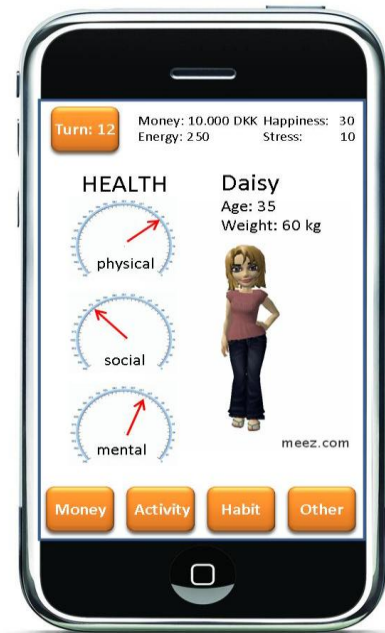 Turn: 12
Money: 10.000 DKK Happiness: 30
Energy: 250 Stress: 10
HEALTH
physical
social
mental
Daisy
Age: 35
Weight: 60 kg
meez.com
Money
Activity
Habit
Other